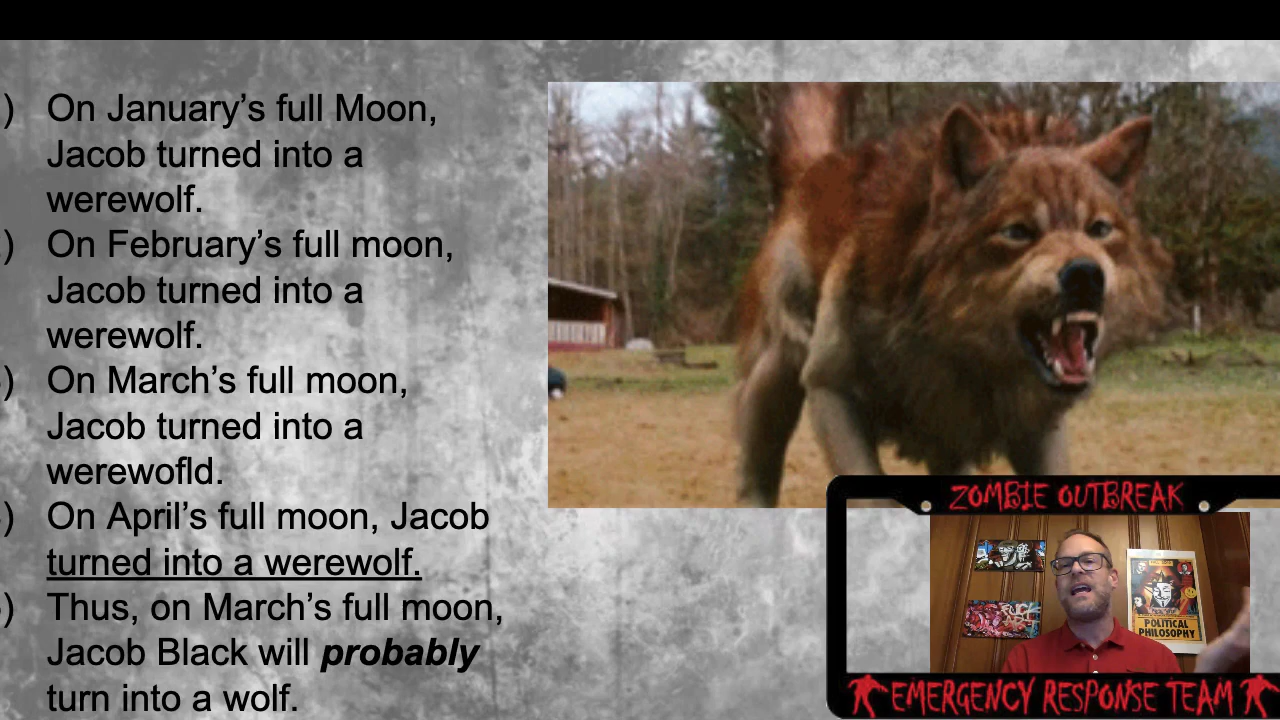 ) On January’s full Moon,
Jacob turned into a
werewolf.
) On February’s full moon,
Jacob turned into a
werewolf.
) On March’s full moon,
Jacob turned into a
werewofld.
) On April’s full moon, Jacob
turned into a werewolf.
) Thus, on March’s full moon,
Jacob Black will probably
turn into a wolf.
ZOMBIE OUTBREAK
POLITICAL
PHILOSOPHY
EMERGENCY RESPONSE TEAM